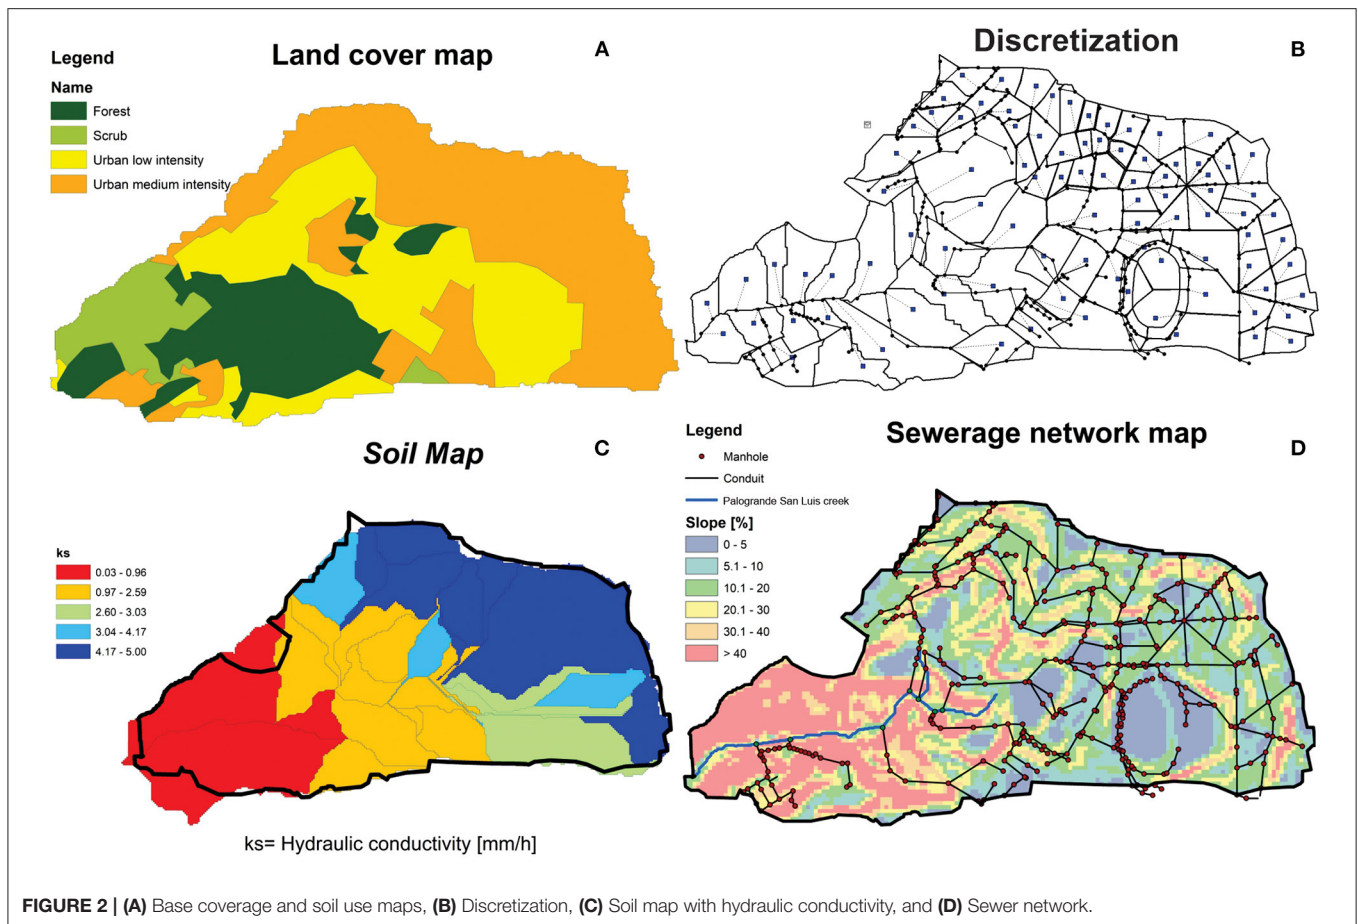 Land cover map
A
Legend
Name
Forest
Scrub
Urban low intensity
Urban medium intensity
Discretization
B
Soil Map
C
ks
0.03 - 0.96
0.97 - 2.59
2.60 - 3.03
3.04 - 4.17
4.17 - 5.00
ks= Hydraulic conductivity [mm/h]
Sewerage network map
D
Legend
Manhole
Conduit
Palogrande San Luis creek
Slope [%]
0 - 5
5.1 - 10
10.1 - 20
20.1 - 30
30.1 - 40
> 40
FIGURE 2 | (A) Base coverage and soil use maps, (B) Discretization, (C) Soil map with hydraulic conductivity, and (D) Sewer network.